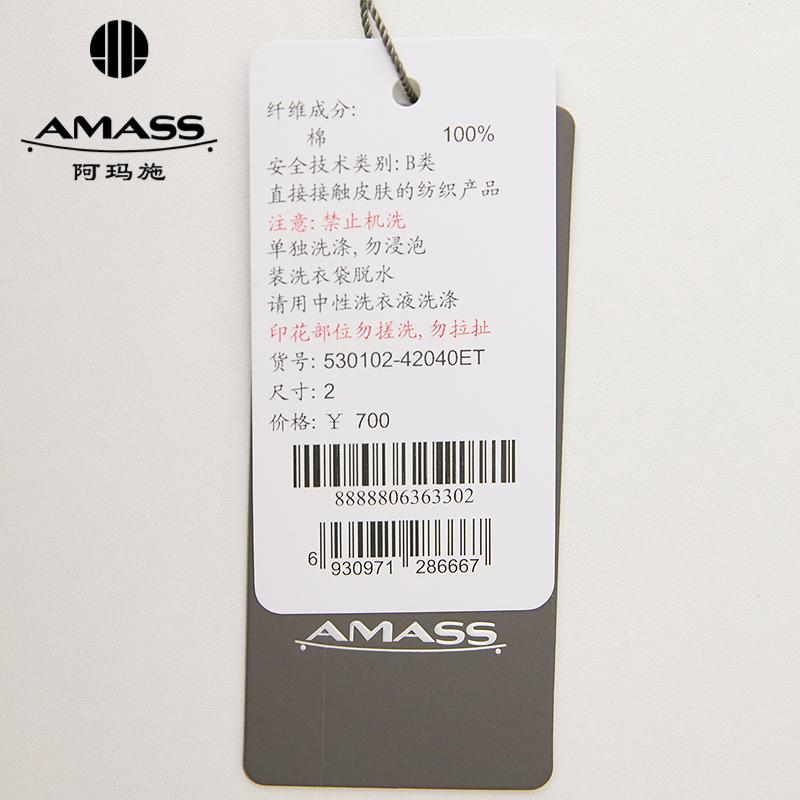 AMASS
阿玛施
纤维成分:
棉 100%
安全技术类别: B类
直接接触皮肤的纺织产品
注意: 禁止机洗
单独洗涤, 勿浸泡
装洗衣袋脱水
请用中性洗衣液洗涤
印花部位勿搓洗, 勿拉扯
货号: 530102-42040ET
尺寸: 2
价格: ￥ 700
8888806363302
6 930971 286667
AMASS